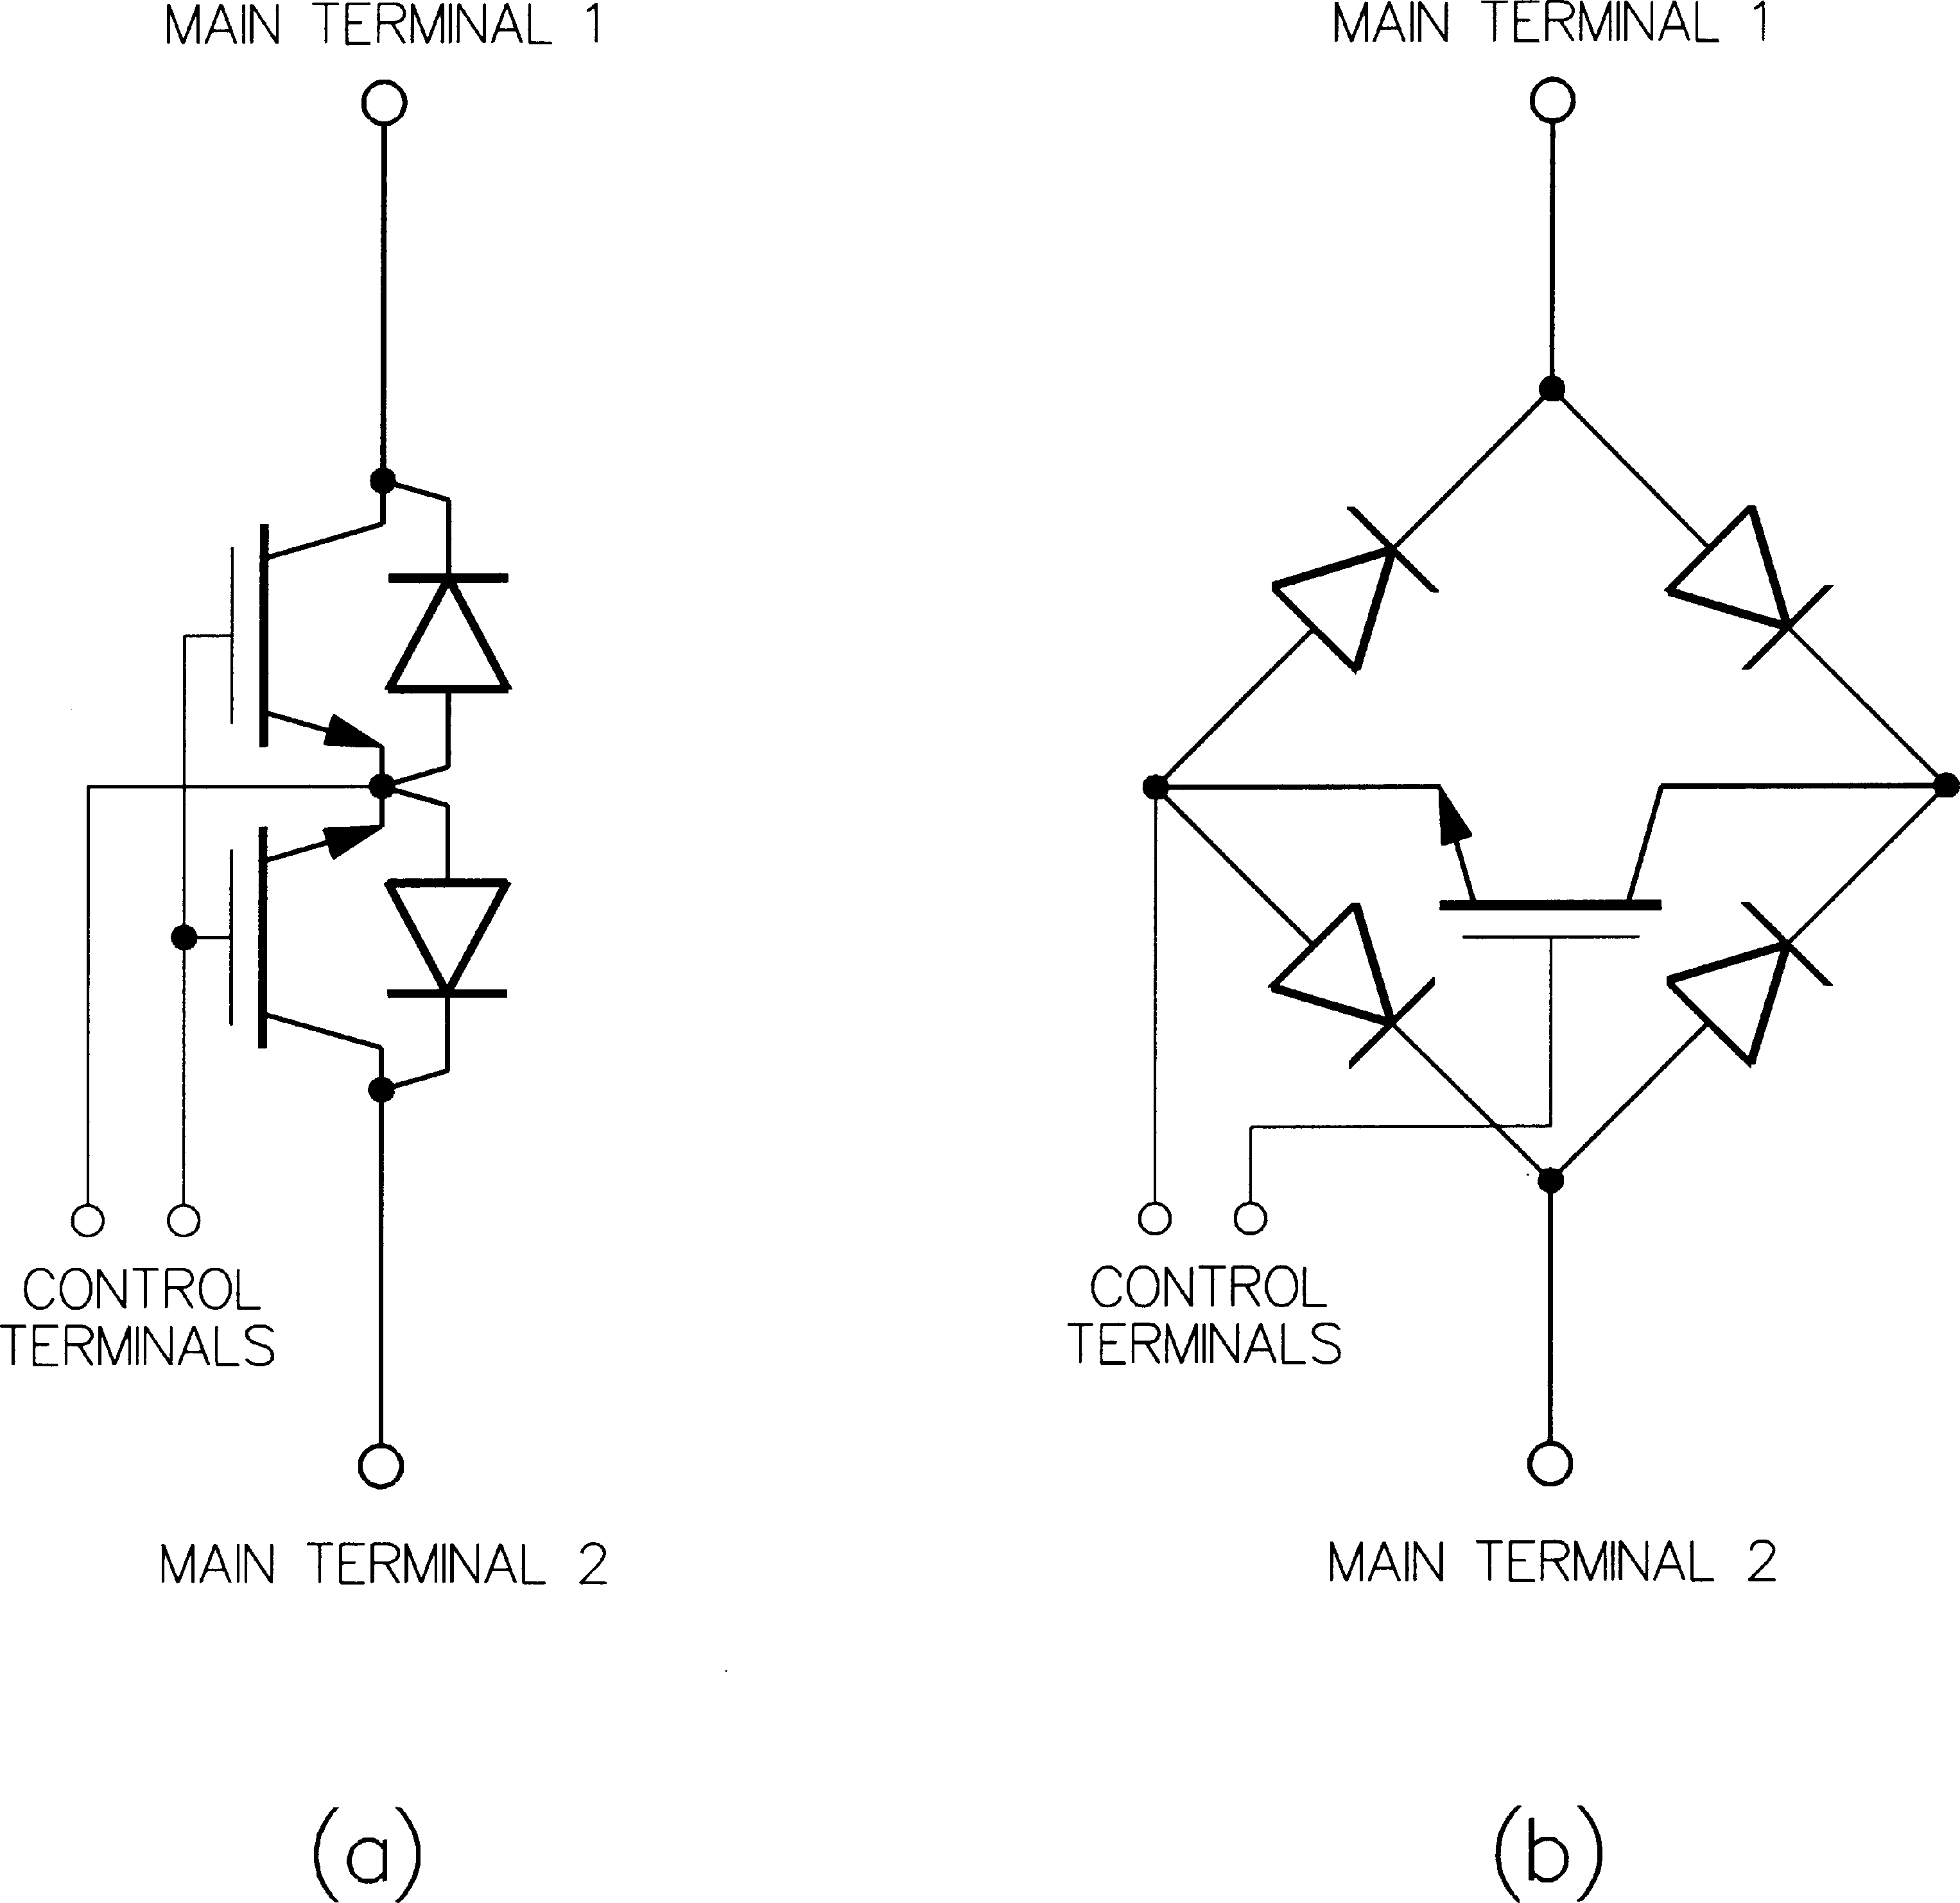 MAIN TERMINAL 1
CONTROL
TERMINALS
MAIN TERMINAL 2
(a)
MAIN TERMINAL 1
CONTROL
TERMINALS
MAIN TERMINAL 2
(b)